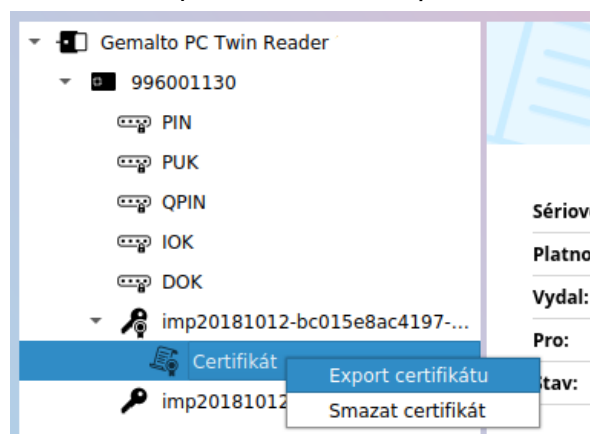 Gemalto PC Twin Reader
996001130
PIN
PUK
QPIN
IOK
DOK
imp20181012-bc015e8ac4197-...
Certifikát
Export certifikátu
Smazat certifikát
imp20181012
Sériov
Platno
Vydal:
Pro:
tav: